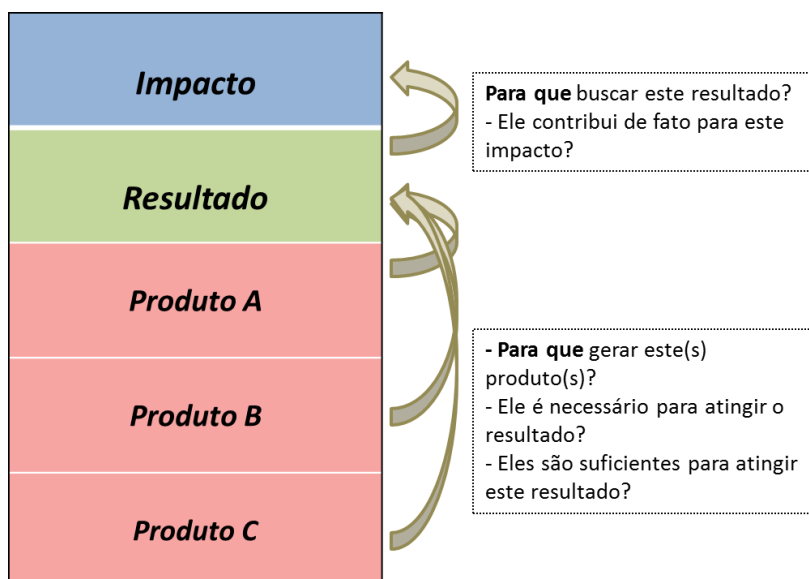 Impacto
Para que buscar este resultado?
- Ele contribui de fato para este
impacto?
Resultado
Produto A
- Para que gerar este(s)
produto(s)?
- Ele é necessário para atingir o
resultado?
- Eles são suficientes para atingir
este resultado?
Produto B
Produto C